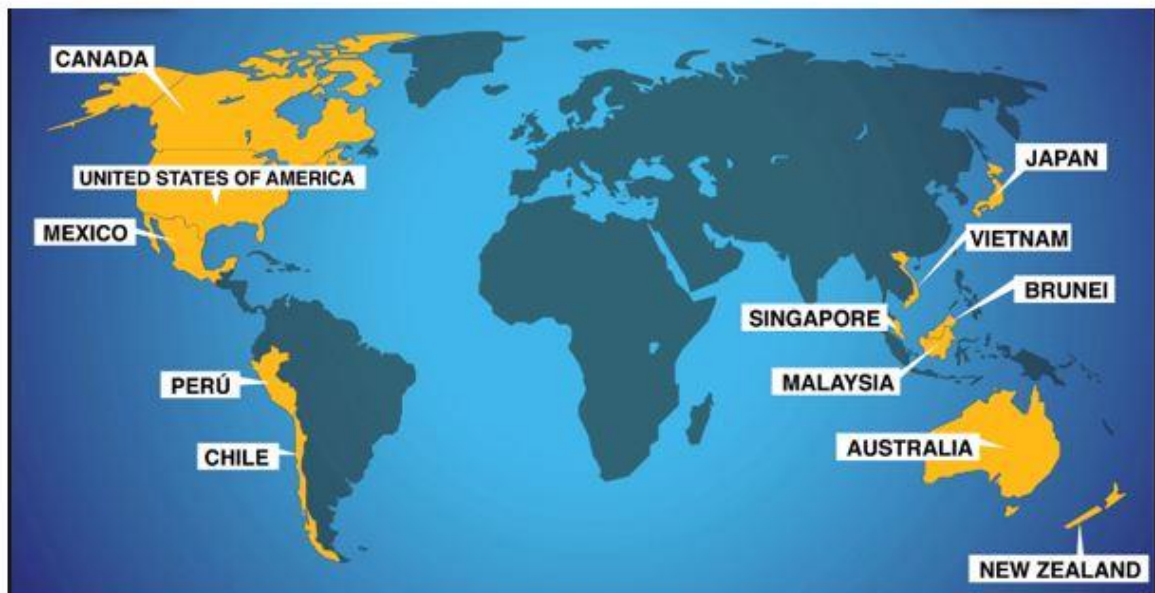 CANADA
UNITED STATES OF AMERICA
MEXICO
PERÚ
CHILE
JAPAN
VIETNAM
BRUNEI
SINGAPORE
MALAYSIA
AUSTRALIA
NEW ZEALAND